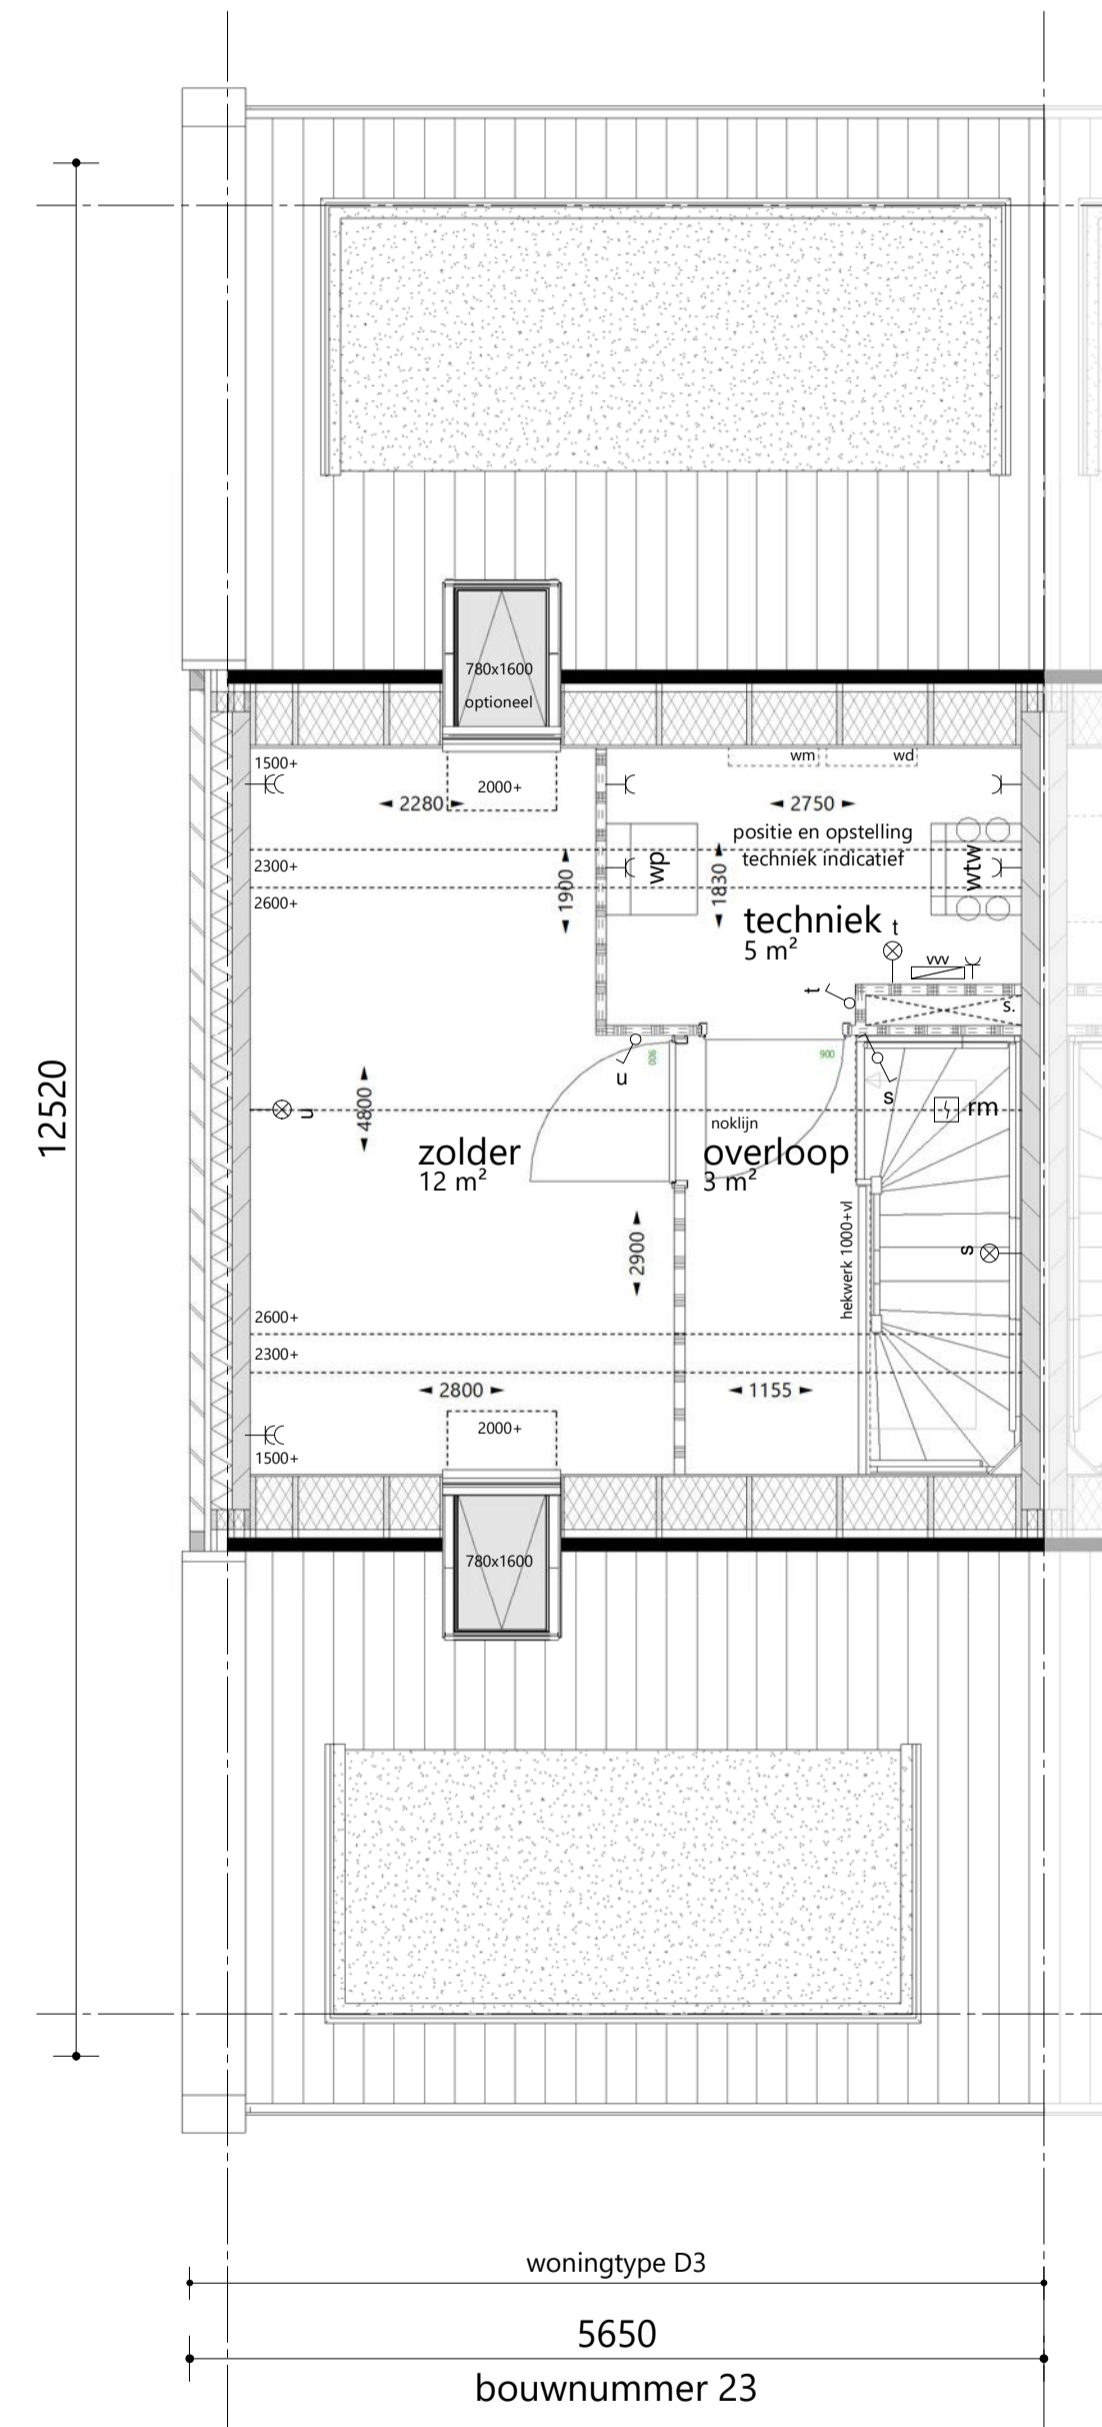 780x1600
optioneel
1500+
2000+
wm
wd
2280
2750
positie en opstelling
techniek indicatief
2300+
2600+
1900
wp
1830
wtw
techniek
5 m²
t
vvv
t
s.
u
900
900
s
rm
u
4800
12520
noklijn
zolder
12 m²
overloop
3 m²
hekwerk 1000+vl
2900
s
2600+
2300+
2800
1155
2000+
1500+
780x1600
woningtype D3
5650
bouwnummer 23